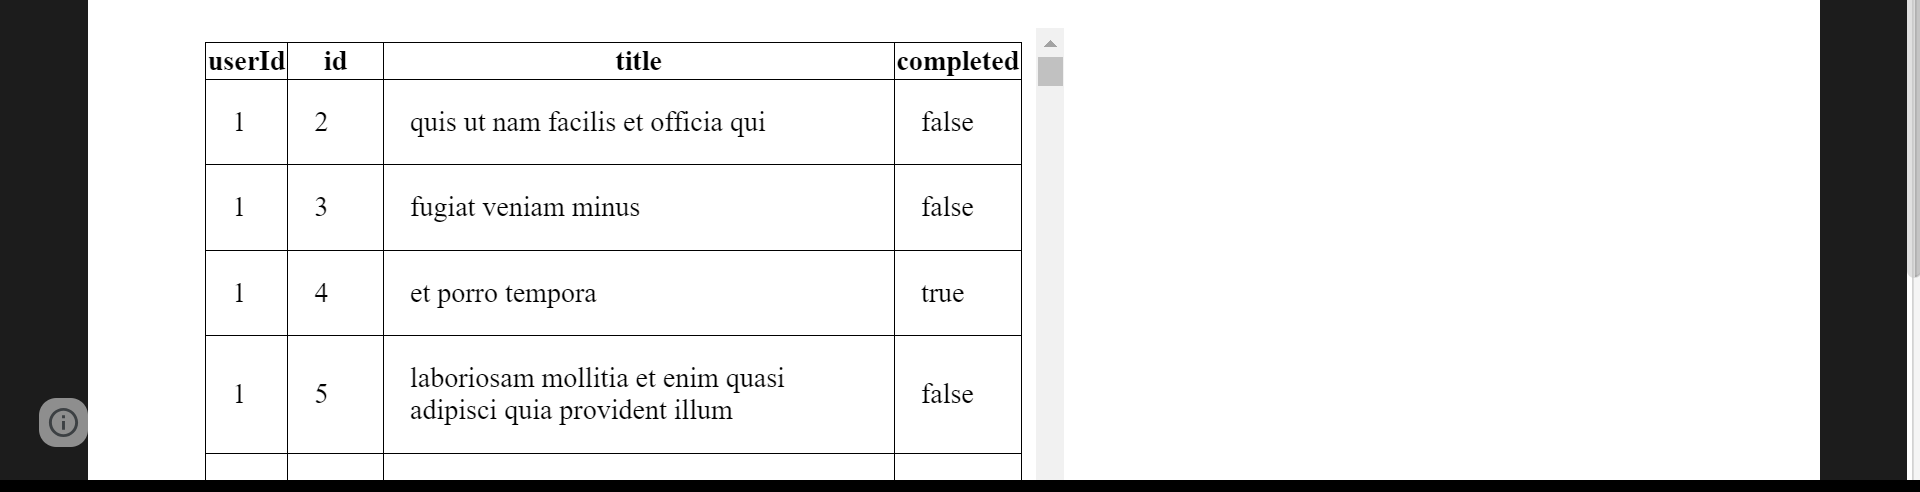 userId id title completed
1 2 quis ut nam facilis et officia qui false
1 3 fugiat veniam minus false
1 4 et porro tempora true
1 5 laboriosam mollitia et enim quasi
adipisci quia provident illum false